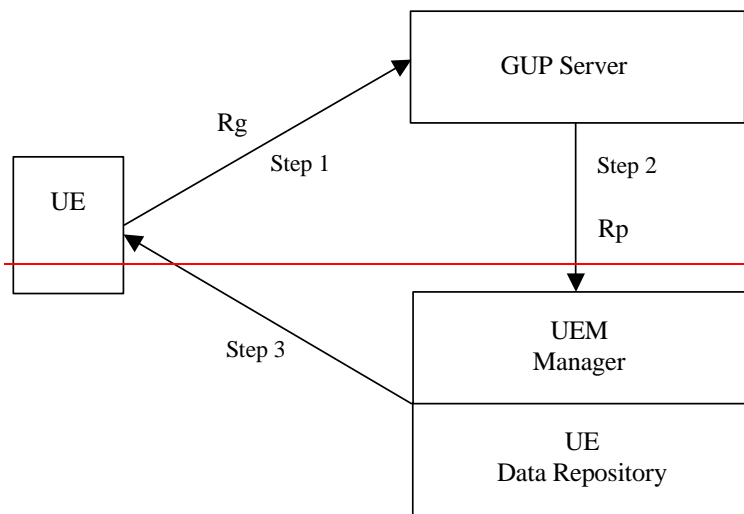 GUP Server
Rg
Step 1
Step 2
UE
Rp
UEM
Manager
Step 3
UE
Data Repository